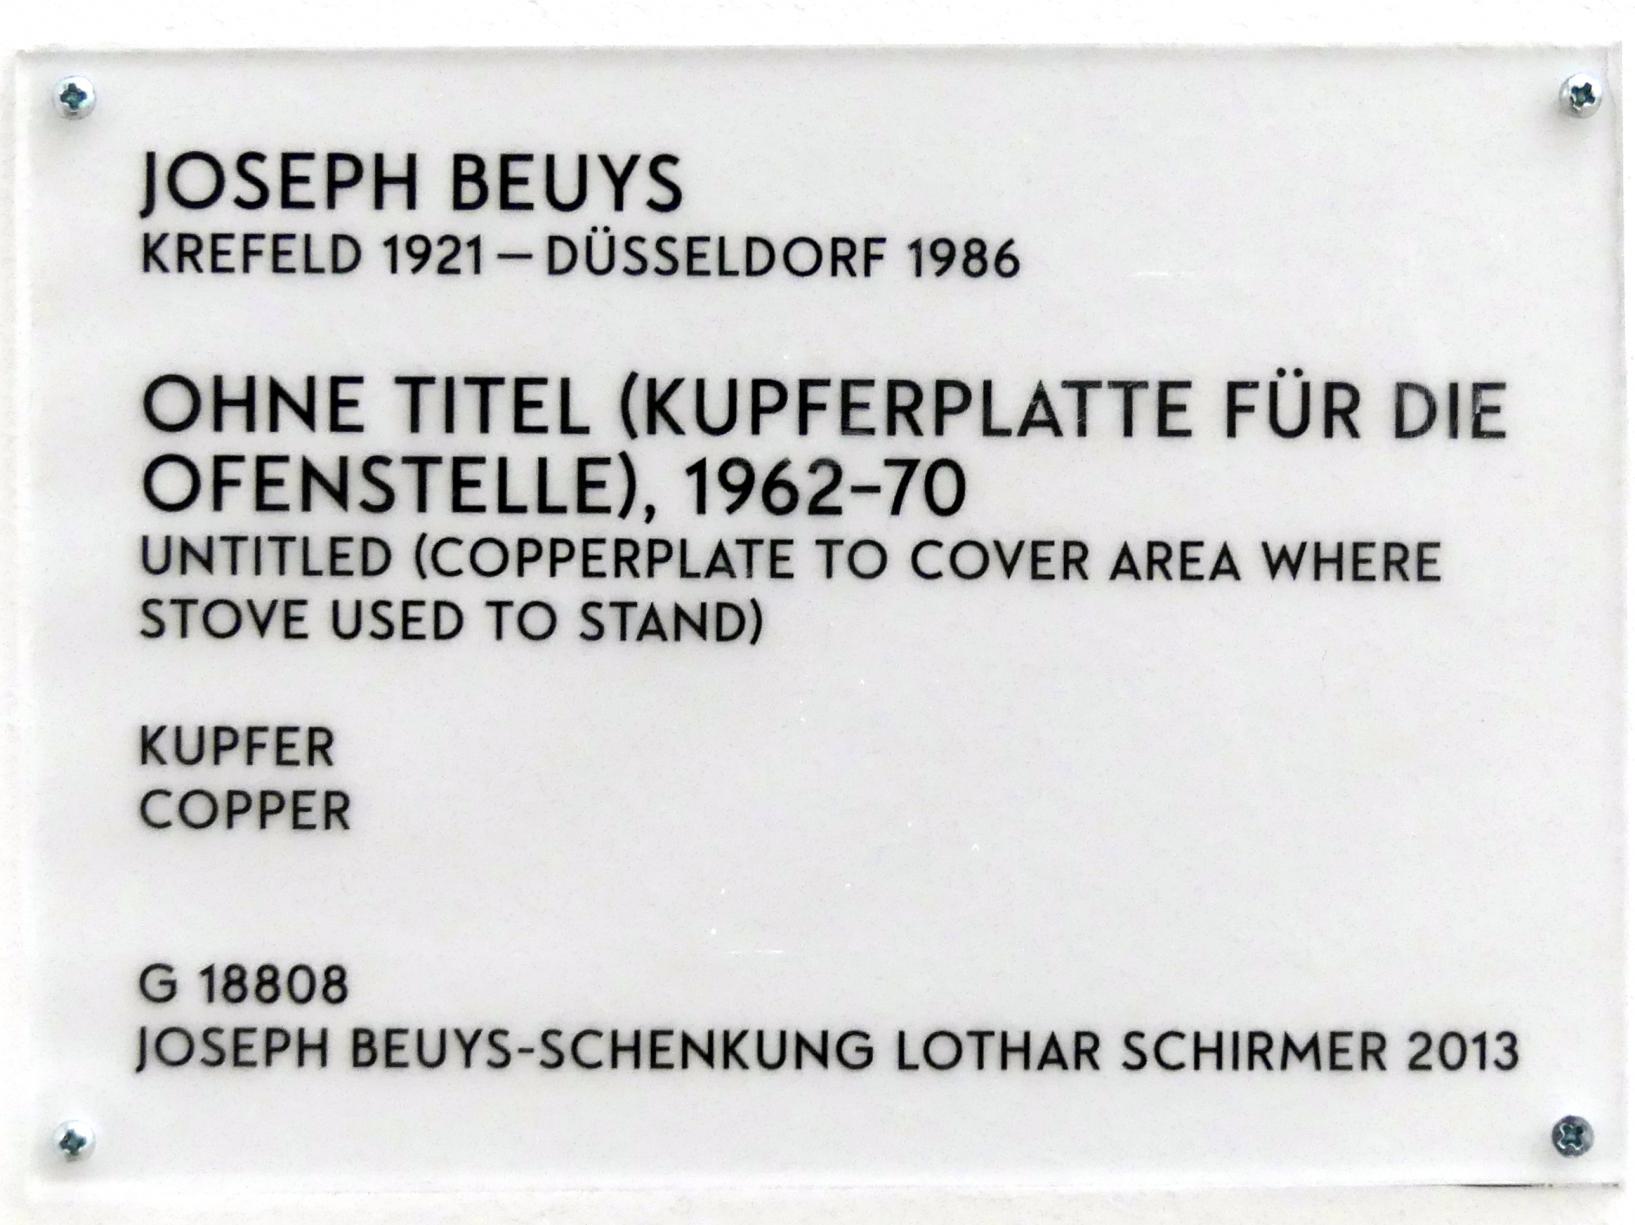 JOSEPH BEUYS
KREFELD 1921 – DÜSSELDORF 1986
OHNE TITEL (KUPFERPLATTE FÜR DIE
OFENSTELLE), 1962–70
UNTITLED (COPPERPLATE TO COVER AREA WHERE
STOVE USED TO STAND)
KUPFER
COPPER
G 18808
JOSEPH BEUYS-SCHENKUNG LOTHAR SCHIRMER 2013